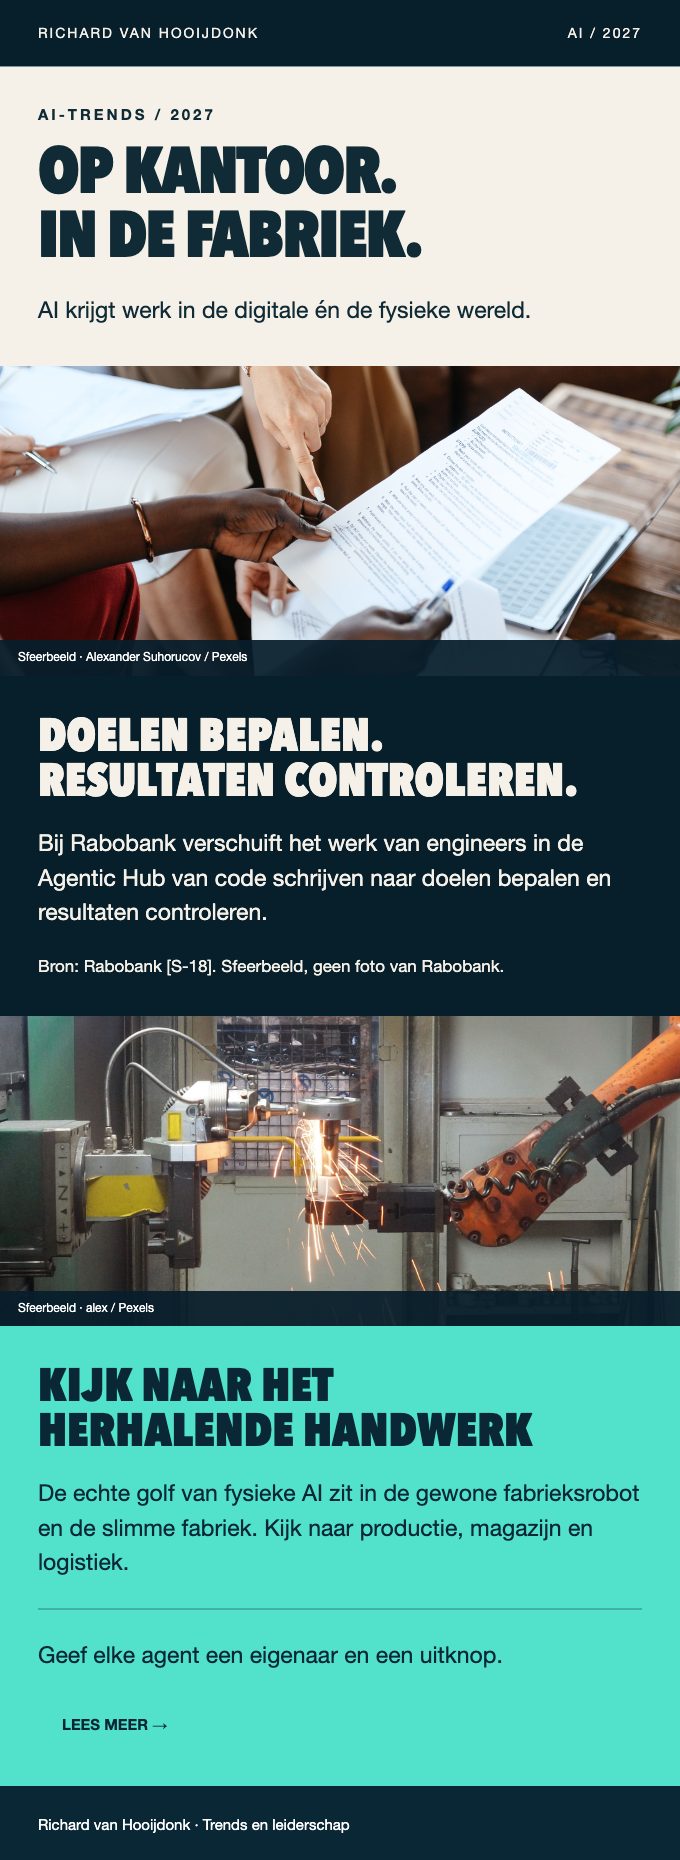 RICHARD VAN HOOIJDONK
AI / 2027
AI-TRENDS / 2027
OP KANTOOR.
IN DE FABRIEK.
AI krijgt werk in de digitale én de fysieke wereld.
Sfeerbeeld · Alexander Suhorucov / Pexels
DOELEN BEPALEN.
RESULTATEN CONTROLEREN.
Bij Rabobank verschuift het werk van engineers in de
Agentic Hub van code schrijven naar doelen bepalen en
resultaten controleren.
Bron: Rabobank [S-18]. Sfeerbeeld, geen foto van Rabobank.
Sfeerbeeld · alex / Pexels
KIJK NAAR HET
HERHALENDE HANDWERK
De echte golf van fysieke AI zit in de gewone fabrieksrobot
en de slimme fabriek. Kijk naar productie, magazijn en
logistiek.
Geef elke agent een eigenaar en een uitknop.
LEES MEER →
Richard van Hooijdonk · Trends en leiderschap